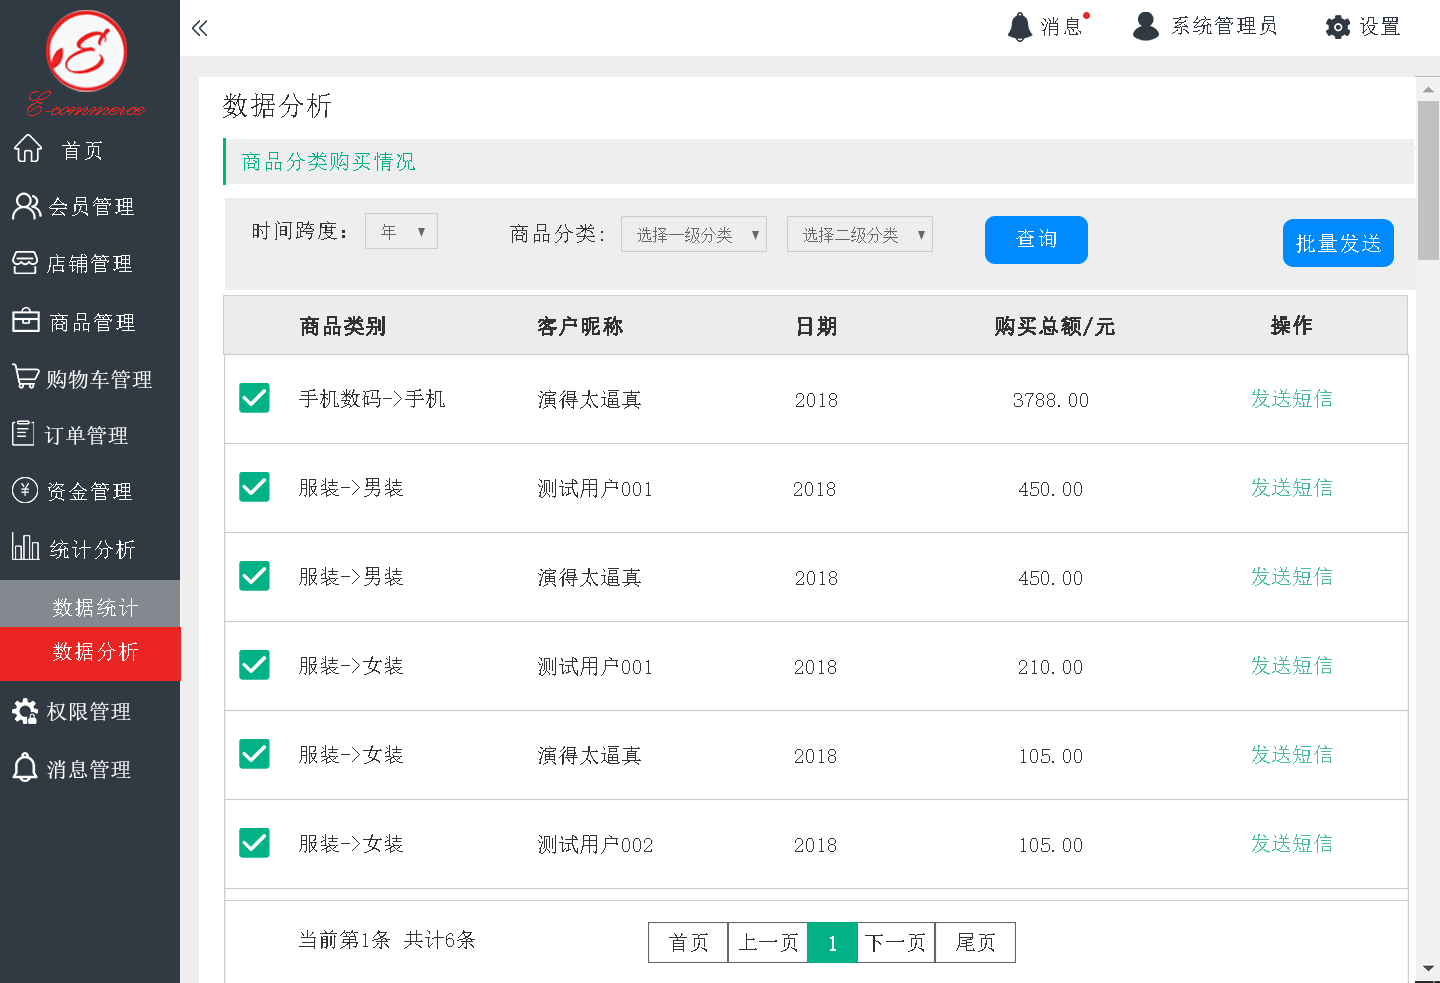 消息 系统管理员 设置
E-commerce
首页
会员管理
店铺管理
商品管理
购物车管理
订单管理
资金管理
统计分析
数据统计
数据分析
权限管理
消息管理
数据分析
商品分类购买情况
时间跨度: 年 商品分类: 选择一级分类 选择二级分类 查询 批量发送
商品类别 客户昵称 日期 购买总额/元 操作
手机数码->手机 演得太逼真 2018 3788.00 发送短信
服装->男装 测试用户001 2018 450.00 发送短信
服装->男装 演得太逼真 2018 450.00 发送短信
服装->女装 测试用户001 2018 210.00 发送短信
服装->女装 演得太逼真 2018 105.00 发送短信
服装->女装 测试用户002 2018 105.00 发送短信
当前第1条 共计6条 首页 上一页 1 下一页 尾页